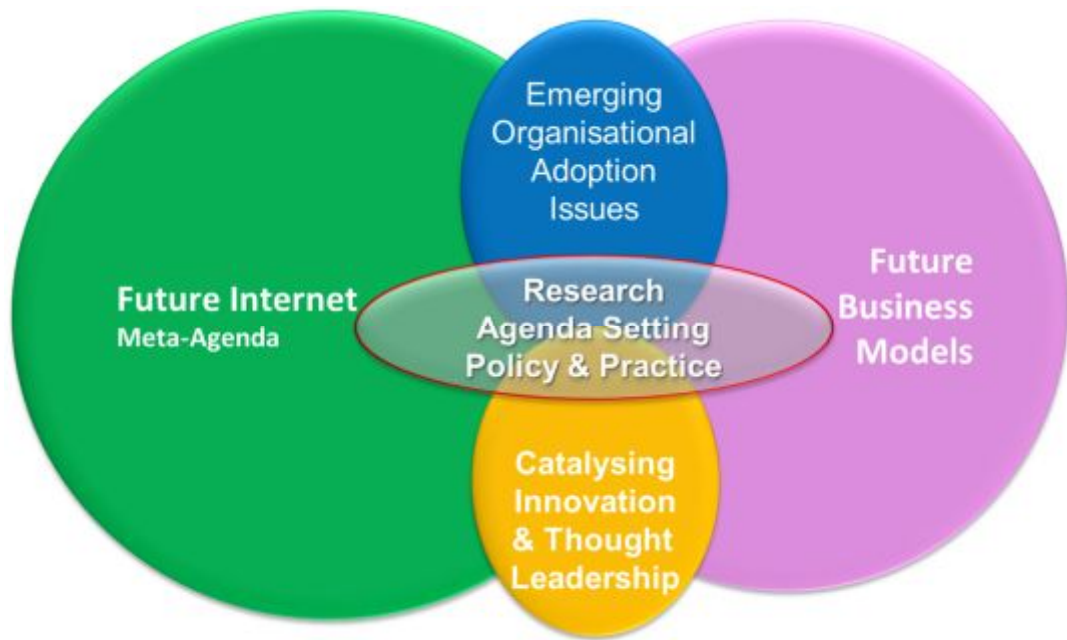 Emerging
Organisational
Adoption
Issues
Future Internet
Meta-Agenda
Research
Agenda Setting
Policy & Practice
Future
Business
Models
Catalysing
Innovation
& Thought
Leadership